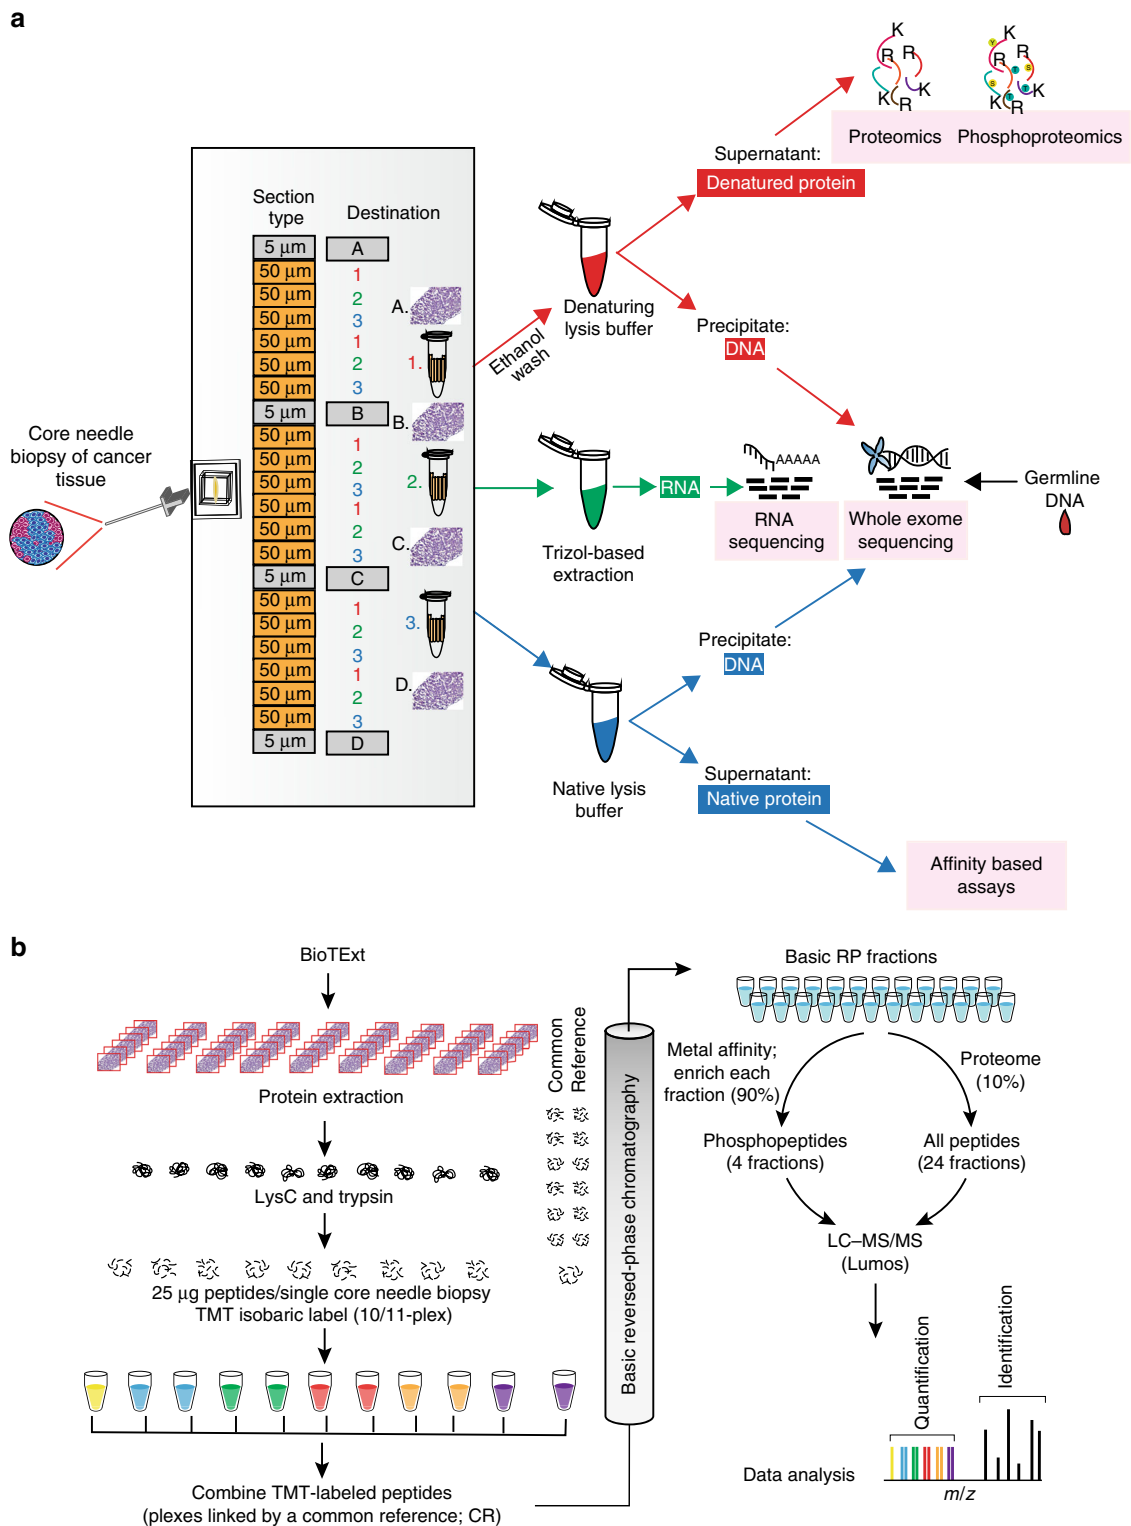 a
K
R R
K
K R
Y
K
R R
S
T
S
T
K
T
K R
Proteomics Phosphoproteomics
Supernatant:
Denatured protein
Section
type
Destination
5 μm A
50 μm 1
50 μm 2
50 μm 3
50 μm 1
50 μm 2
50 μm 3
5 μm B
50 μm 1
50 μm 2
50 μm 3
50 μm 1
50 μm 2
50 μm 3
5 μm C
50 μm 1
50 μm 2
50 μm 3
50 μm 1
50 μm 2
50 μm 3
5 μm D
A.
1.
B.
2.
C.
3.
D.
Core needle
biopsy of cancer
tissue
Ethanol
wash
Denaturing
lysis buffer
Precipitate:
DNA
Trizol-based
extraction
RNA
AAAAA
RNA
sequencing
Whole exome
sequencing
Germline
DNA
Precipitate:
DNA
Native lysis
buffer
Supernatant:
Native protein
Affinity based
assays
b
BioTExt
Protein extraction
LysC and trypsin
25 μg peptides/single core needle biopsy
TMT isobaric label (10/11-plex)
Combine TMT-labeled peptides
(plexes linked by a common reference; CR)
Common
Reference
Basic reversed-phase chromatography
Basic RP fractions
Metal affinity;
enrich each
fraction (90%)
Proteome
(10%)
Phosphopeptides
(4 fractions)
All peptides
(24 fractions)
LC–MS/MS
(Lumos)
Quantification
Identification
Data analysis
m/z